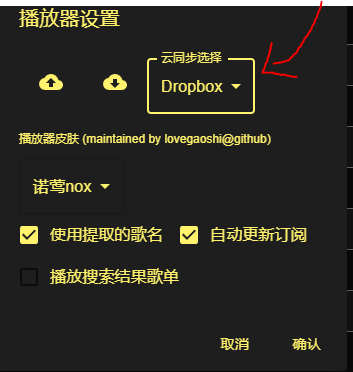 播放器设置
云同步选择
Dropbox
播放器皮肤 (maintained by lovegaoshi@github)
诺莺nox
使用提取的歌名 自动更新订阅
播放搜索结果歌单
取消 确认